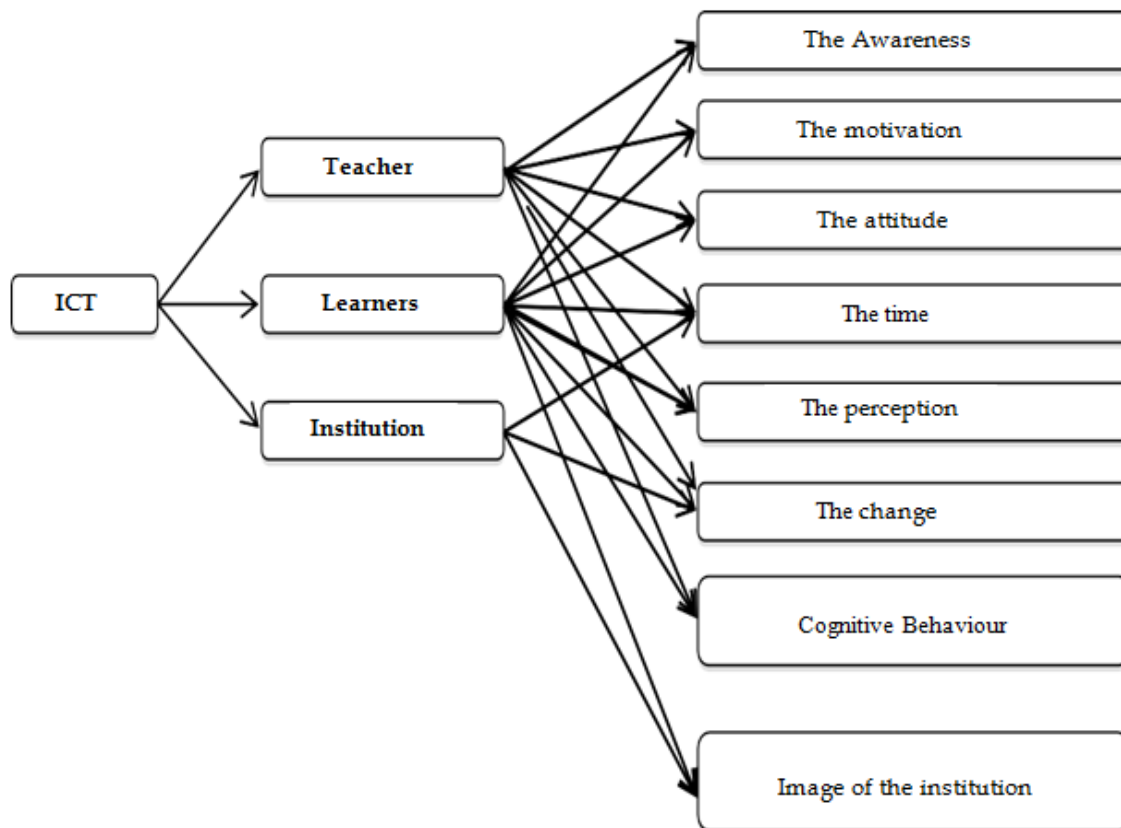 The Awareness
The motivation
Teacher
The attitude
ICT
Learners
The time
Institution
The perception
The change
Cognitive Behaviour
Image of the institution